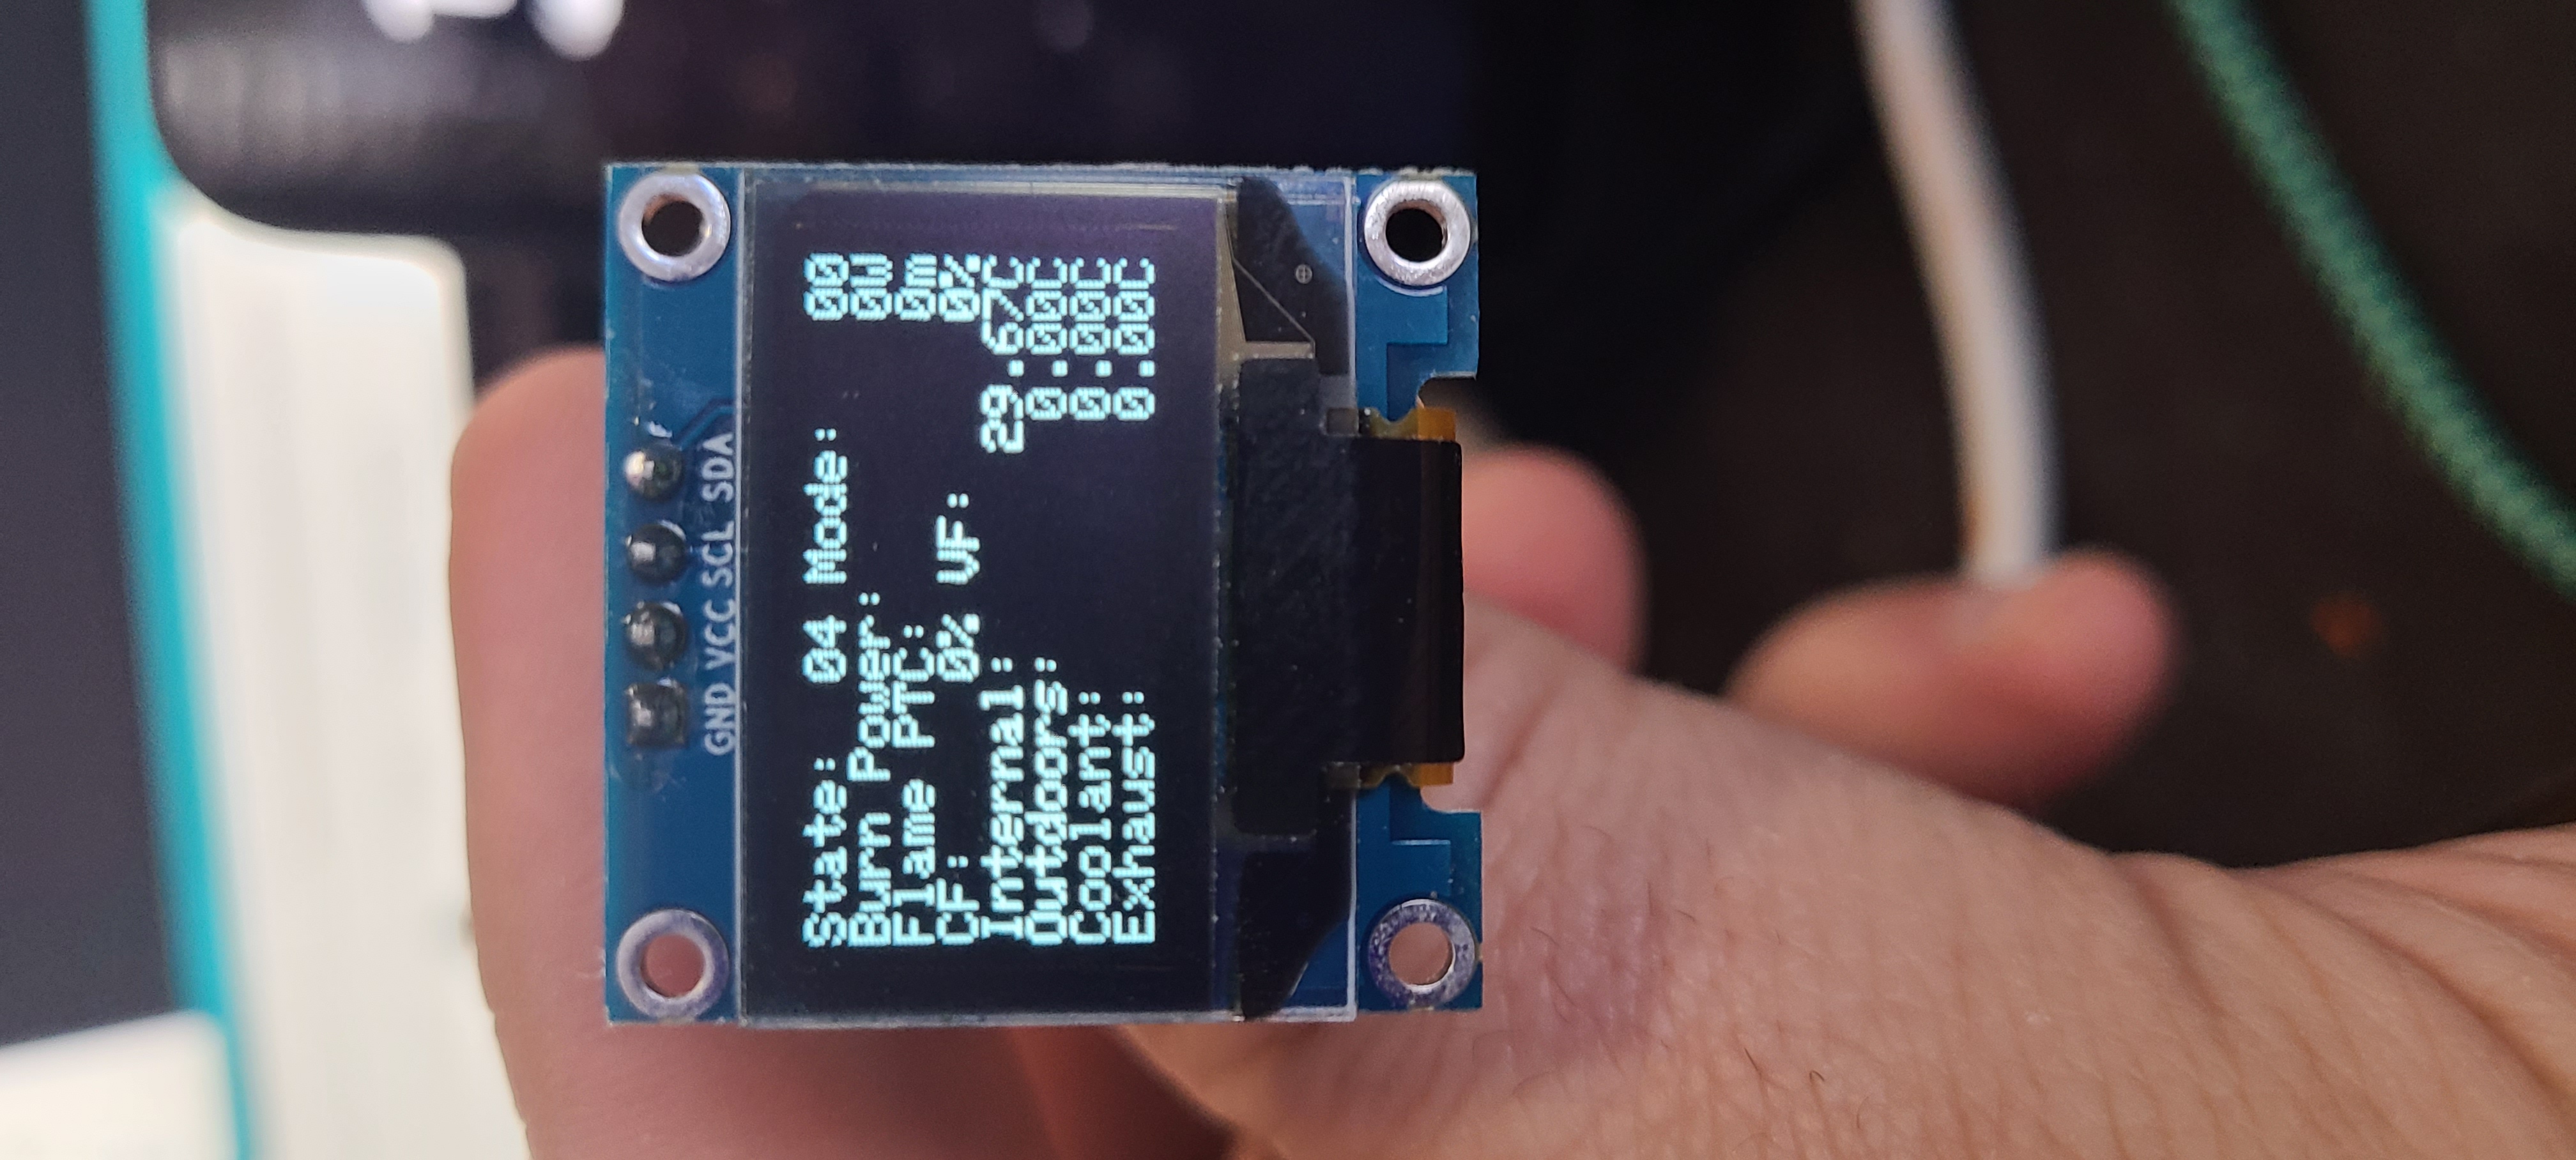 GND VCC SCL SDA
State: 04 Mode: 00
Burn Power: 0W
Flame PTC: 0m
CF: 0% VF: 0%
Internal: 29.67C
Outdoors: 0.00C
Coolant: 0.00C
Exhaust: 0.00C